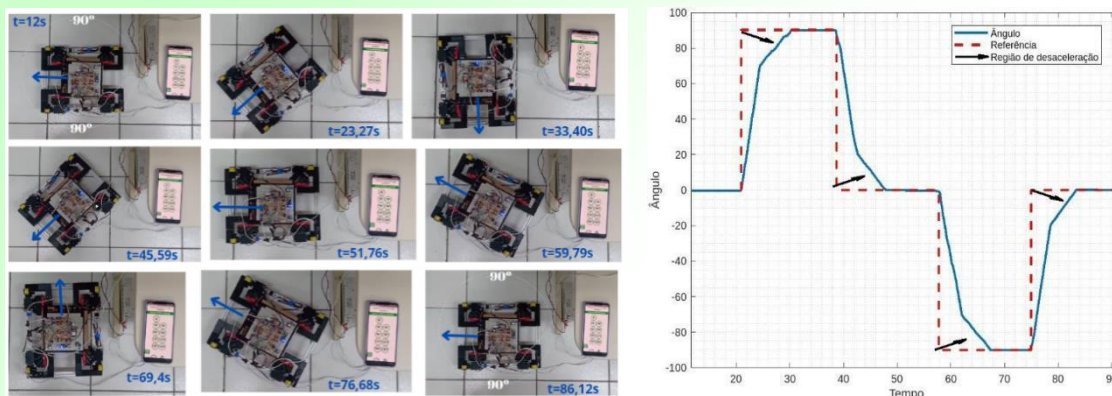 t=12s
90°
90°
t=23,27s
t=33,40s
t=45,59s
t=51,76s
t=59,79s
t=69,4s
t=76,68s
90°
90°
t=86,12s
100
80
60
40
20
0
-20
-40
-60
-80
-100
Ângulo
Ângulo
Referência
Região de desaceleração
20
30
40
50
60
70
80
90
Tempo